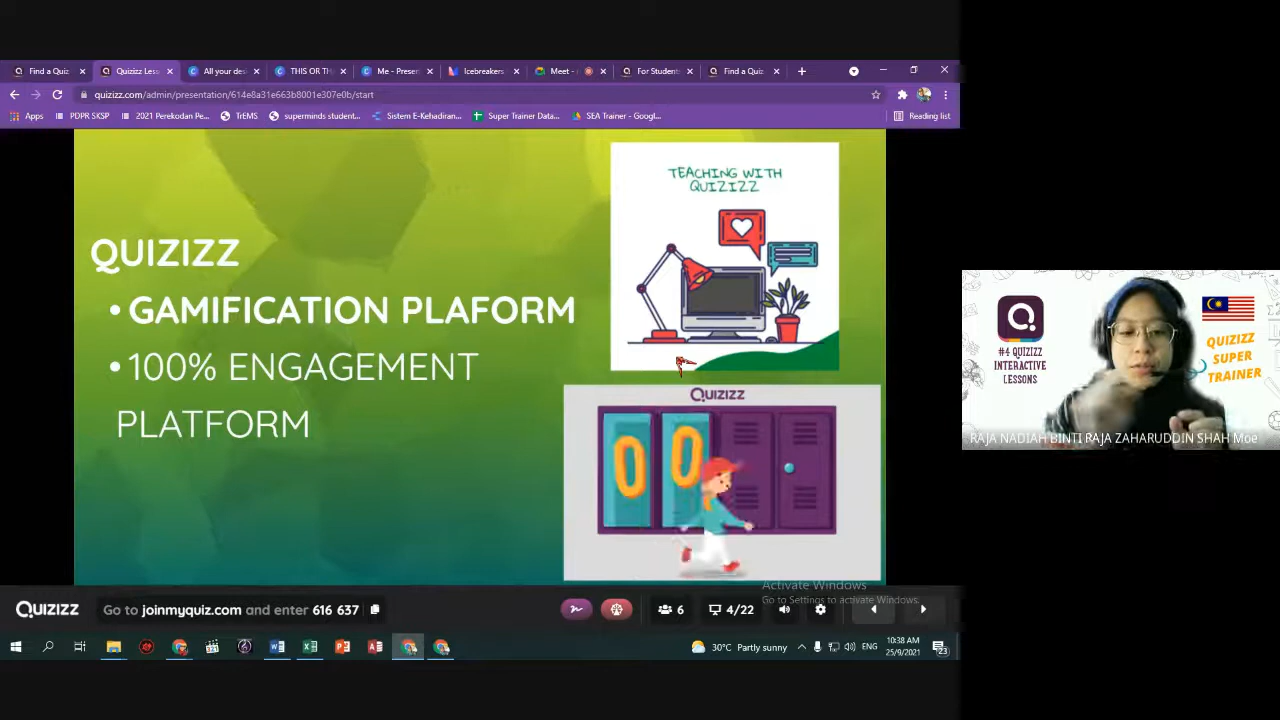 Find a Quiz
Quizizz Less
All your des
THIS OR TH
Me - Presen
Icebreakers
Meet -
For Students
Find a Quiz.
quizizz.com/admin/presentation/614e8a31e663b8001e307e0b/start
Apps
PDPR SKSP
2021 Perekodan Pe...
TrEMS
superminds student...
Sistem E-Kehadiran...
Super Trainer Data...
SEA Trainer - Googl...
Reading list
QUIZIZZ
• GAMIFICATION PLAFORM
• 100% ENGAGEMENT
PLATFORM
TEACHING WITH
QUIZIZZ
QUIZIZZ
00
Q
#4 QUIZIZZ
INTERACTIVE
LESSONS
QUIZIZZ
SUPER
TRAINER
RAJA NADIAH BINTI RAJA ZAHARUDDIN SHAH Moe
Activate Windows
Go to Settings to activate Windows.
QUIZIZZ
Go to joinmyquiz.com and enter 616 637
6
4/22
30°C Partly sunny
ENG
10:38 AM
25/9/2021
23